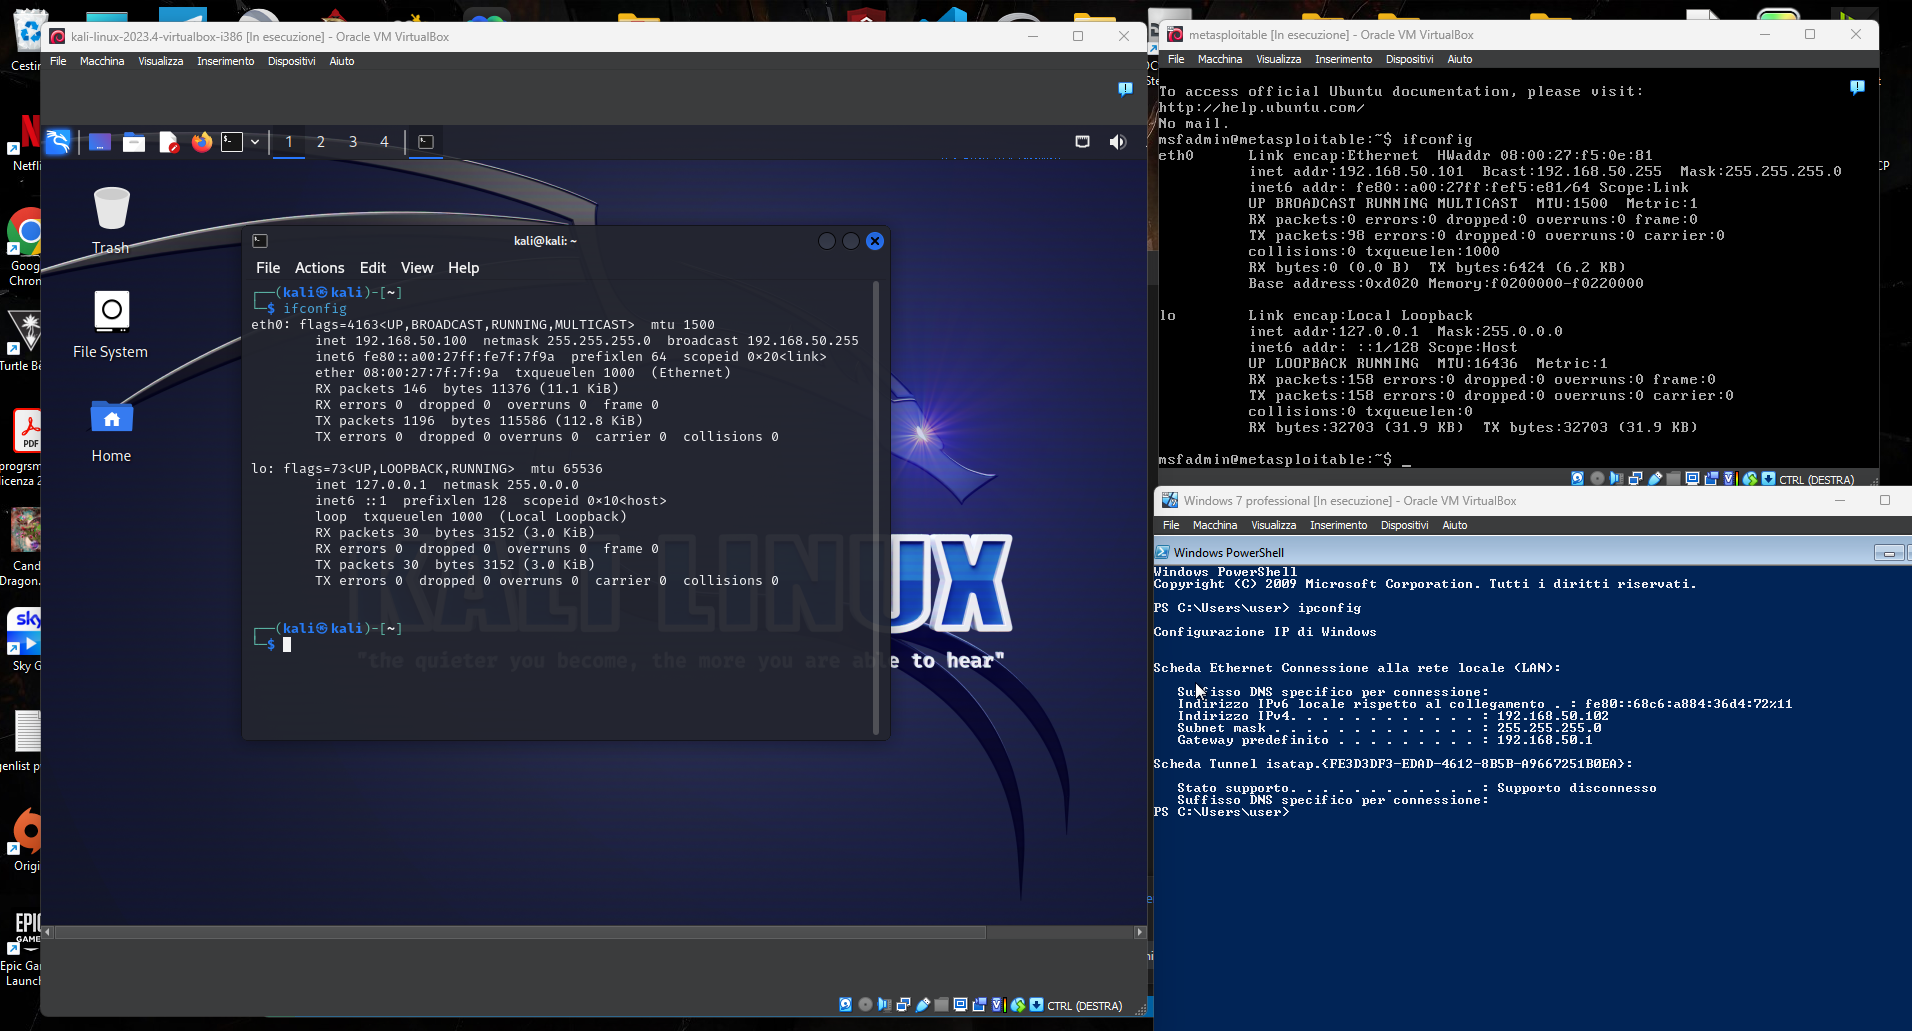 Cestin
Netfli
Goog
Chron
Turtle Be
PDF
progrsm
licenza 2
Cand
Dragon.
sky
Sky G
genlist p
Origi
EPIC
GAME
Epic Ga
Launch
kali-linux-2023.4-virtualbox-i386 [In esecuzione] - Oracle VM VirtualBox
File Macchina Visualizza Inserimento Dispositivi Aiuto
1 2 3 4
Trash
File System
Home
kali@kali: ~
File Actions Edit View Help
┌──(kali㉿kali)-[~]
└─$ ifconfig
eth0: flags=4163<UP,BROADCAST,RUNNING,MULTICAST>  mtu 1500
inet 192.168.50.100  netmask 255.255.255.0  broadcast 192.168.50.255
inet6 fe80::a00:27ff:fe7f:7f9a  prefixlen 64  scopeid 0×20<link>
ether 08:00:27:7f:7f:9a  txqueuelen 1000  (Ethernet)
RX packets 146  bytes 11376 (11.1 KiB)
RX errors 0  dropped 0  overruns 0  frame 0
TX packets 1196  bytes 115586 (112.8 KiB)
TX errors 0  dropped 0 overruns 0  carrier 0  collisions 0
lo: flags=73<UP,LOOPBACK,RUNNING>  mtu 65536
inet 127.0.0.1  netmask 255.0.0.0
inet6 ::1  prefixlen 128  scopeid 0×10<host>
loop  txqueuelen 1000  (Local Loopback)
RX packets 30  bytes 3152 (3.0 KiB)
RX errors 0  dropped 0  overruns 0  frame 0
TX packets 30  bytes 3152 (3.0 KiB)
TX errors 0  dropped 0 overruns 0  carrier 0  collisions 0
┌──(kali㉿kali)-[~]
└─$
KALI LINUX
"the quieter you become, the more you are able to hear"
CTRL (DESTRA)
metasploitable [In esecuzione] - Oracle VM VirtualBox
File Macchina Visualizza Inserimento Dispositivi Aiuto
To access official Ubuntu documentation, please visit:
http://help.ubuntu.com/
No mail.
msfadmin@metasploitable:~$ ifconfig
eth0 Link encap:Ethernet  HWaddr 08:00:27:f5:0e:81
inet addr:192.168.50.101  Bcast:192.168.50.255  Mask:255.255.255.0
inet6 addr: fe80::a00:27ff:fef5:e81/64 Scope:Link
UP BROADCAST RUNNING MULTICAST  MTU:1500  Metric:1
RX packets:0 errors:0 dropped:0 overruns:0 frame:0
TX packets:98 errors:0 dropped:0 overruns:0 carrier:0
collisions:0 txqueuelen:1000
RX bytes:0 (0.0 B)  TX bytes:6424 (6.2 KB)
Base address:0xd020 Memory:f0200000-f0220000
lo Link encap:Local Loopback
inet addr:127.0.0.1  Mask:255.0.0.0
inet6 addr: ::1/128 Scope:Host
UP LOOPBACK RUNNING  MTU:16436  Metric:1
RX packets:158 errors:0 dropped:0 overruns:0 frame:0
TX packets:158 errors:0 dropped:0 overruns:0 carrier:0
collisions:0 txqueuelen:0
RX bytes:32703 (31.9 KB)  TX bytes:32703 (31.9 KB)
msfadmin@metasploitable:~$ _
CTRL (DESTRA)
CP
Windows 7 professional [In esecuzione] - Oracle VM VirtualBox
File Macchina Visualizza Inserimento Dispositivi Aiuto
Windows PowerShell
Windows PowerShell
Copyright (C) 2009 Microsoft Corporation. Tutti i diritti riservati.
PS C:\Users\user> ipconfig
Configurazione IP di Windows
Scheda Ethernet Connessione alla rete locale (LAN):
Suffisso DNS specifico per connessione:
Indirizzo IPv6 locale rispetto al collegamento . : fe80::68c6:a884:36d4:72%11
Indirizzo IPv4. . . . . . . . . . . . : 192.168.50.102
Subnet mask . . . . . . . . . . . . . : 255.255.255.0
Gateway predefinito . . . . . . . . . : 192.168.50.1
Scheda Tunnel isatap.{FE3D3DF3-EDAD-4612-8B5B-A9667251B0EA}:
Stato supporto. . . . . . . . . . . . : Supporto disconnesso
Suffisso DNS specifico per connessione:
PS C:\Users\user>